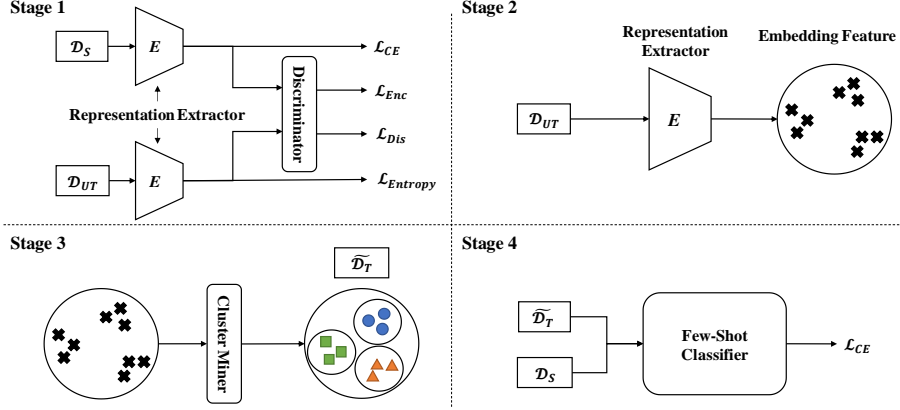 Stage 1
𝒟_S
E
ℒ_CE
Discriminator
ℒ_Enc
Representation Extractor
ℒ_Dis
𝒟_UT
E
ℒ_Entropy
Stage 2
Representation
Extractor
Embedding Feature
𝒟_UT
E
Stage 3
𝒟̃_T
Cluster Miner
Stage 4
𝒟̃_T
Few-Shot
Classifier
ℒ_CE
𝒟_S